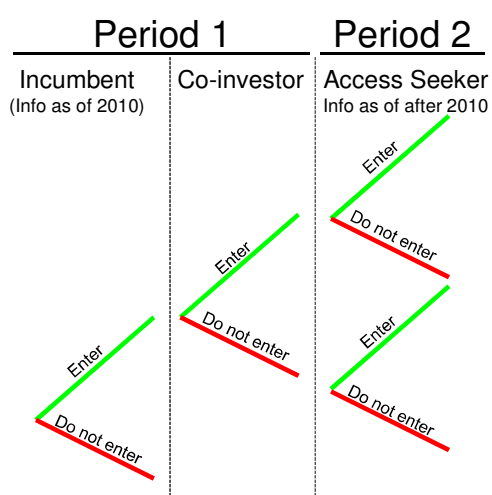 Period 1
Period 2
Incumbent
(Info as of 2010)
Co-investor
Access Seeker
Info as of after 2010
Enter
Do not enter
Enter
Do not enter
Enter
Do not enter
Enter
Do not enter